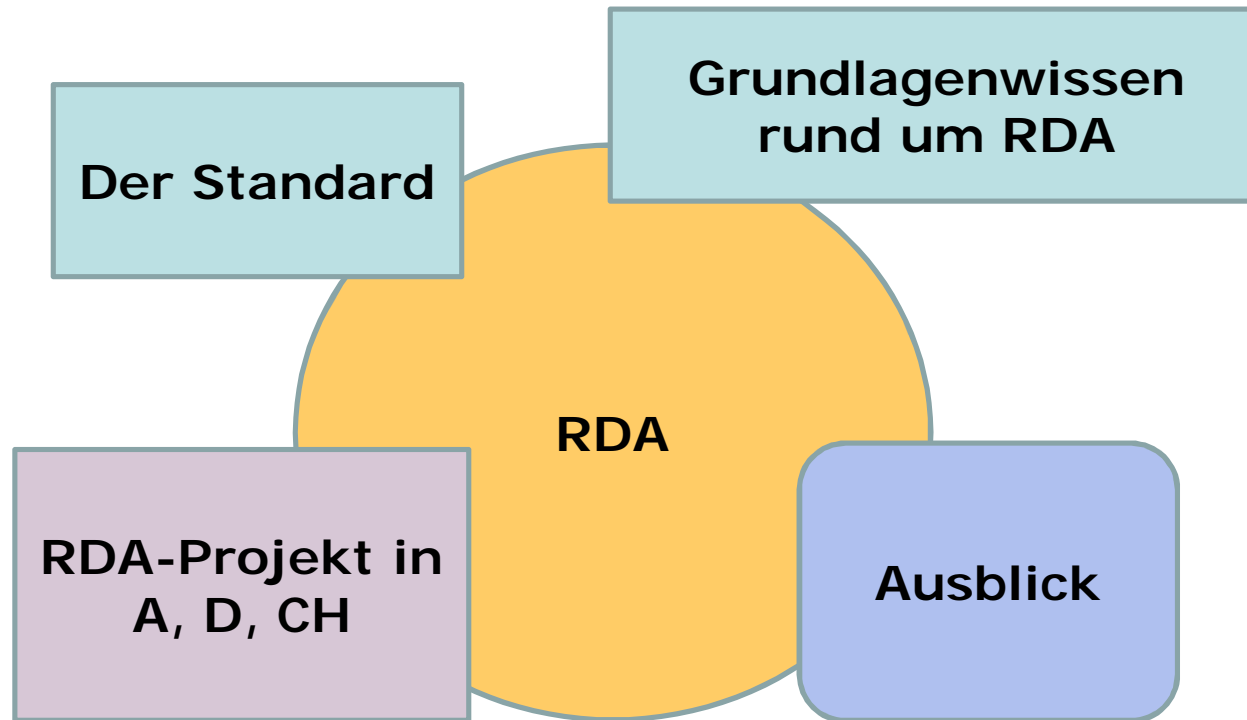 Grundlagenwissen
rund um RDA
Der Standard
RDA
RDA-Projekt in
A, D, CH
Ausblick